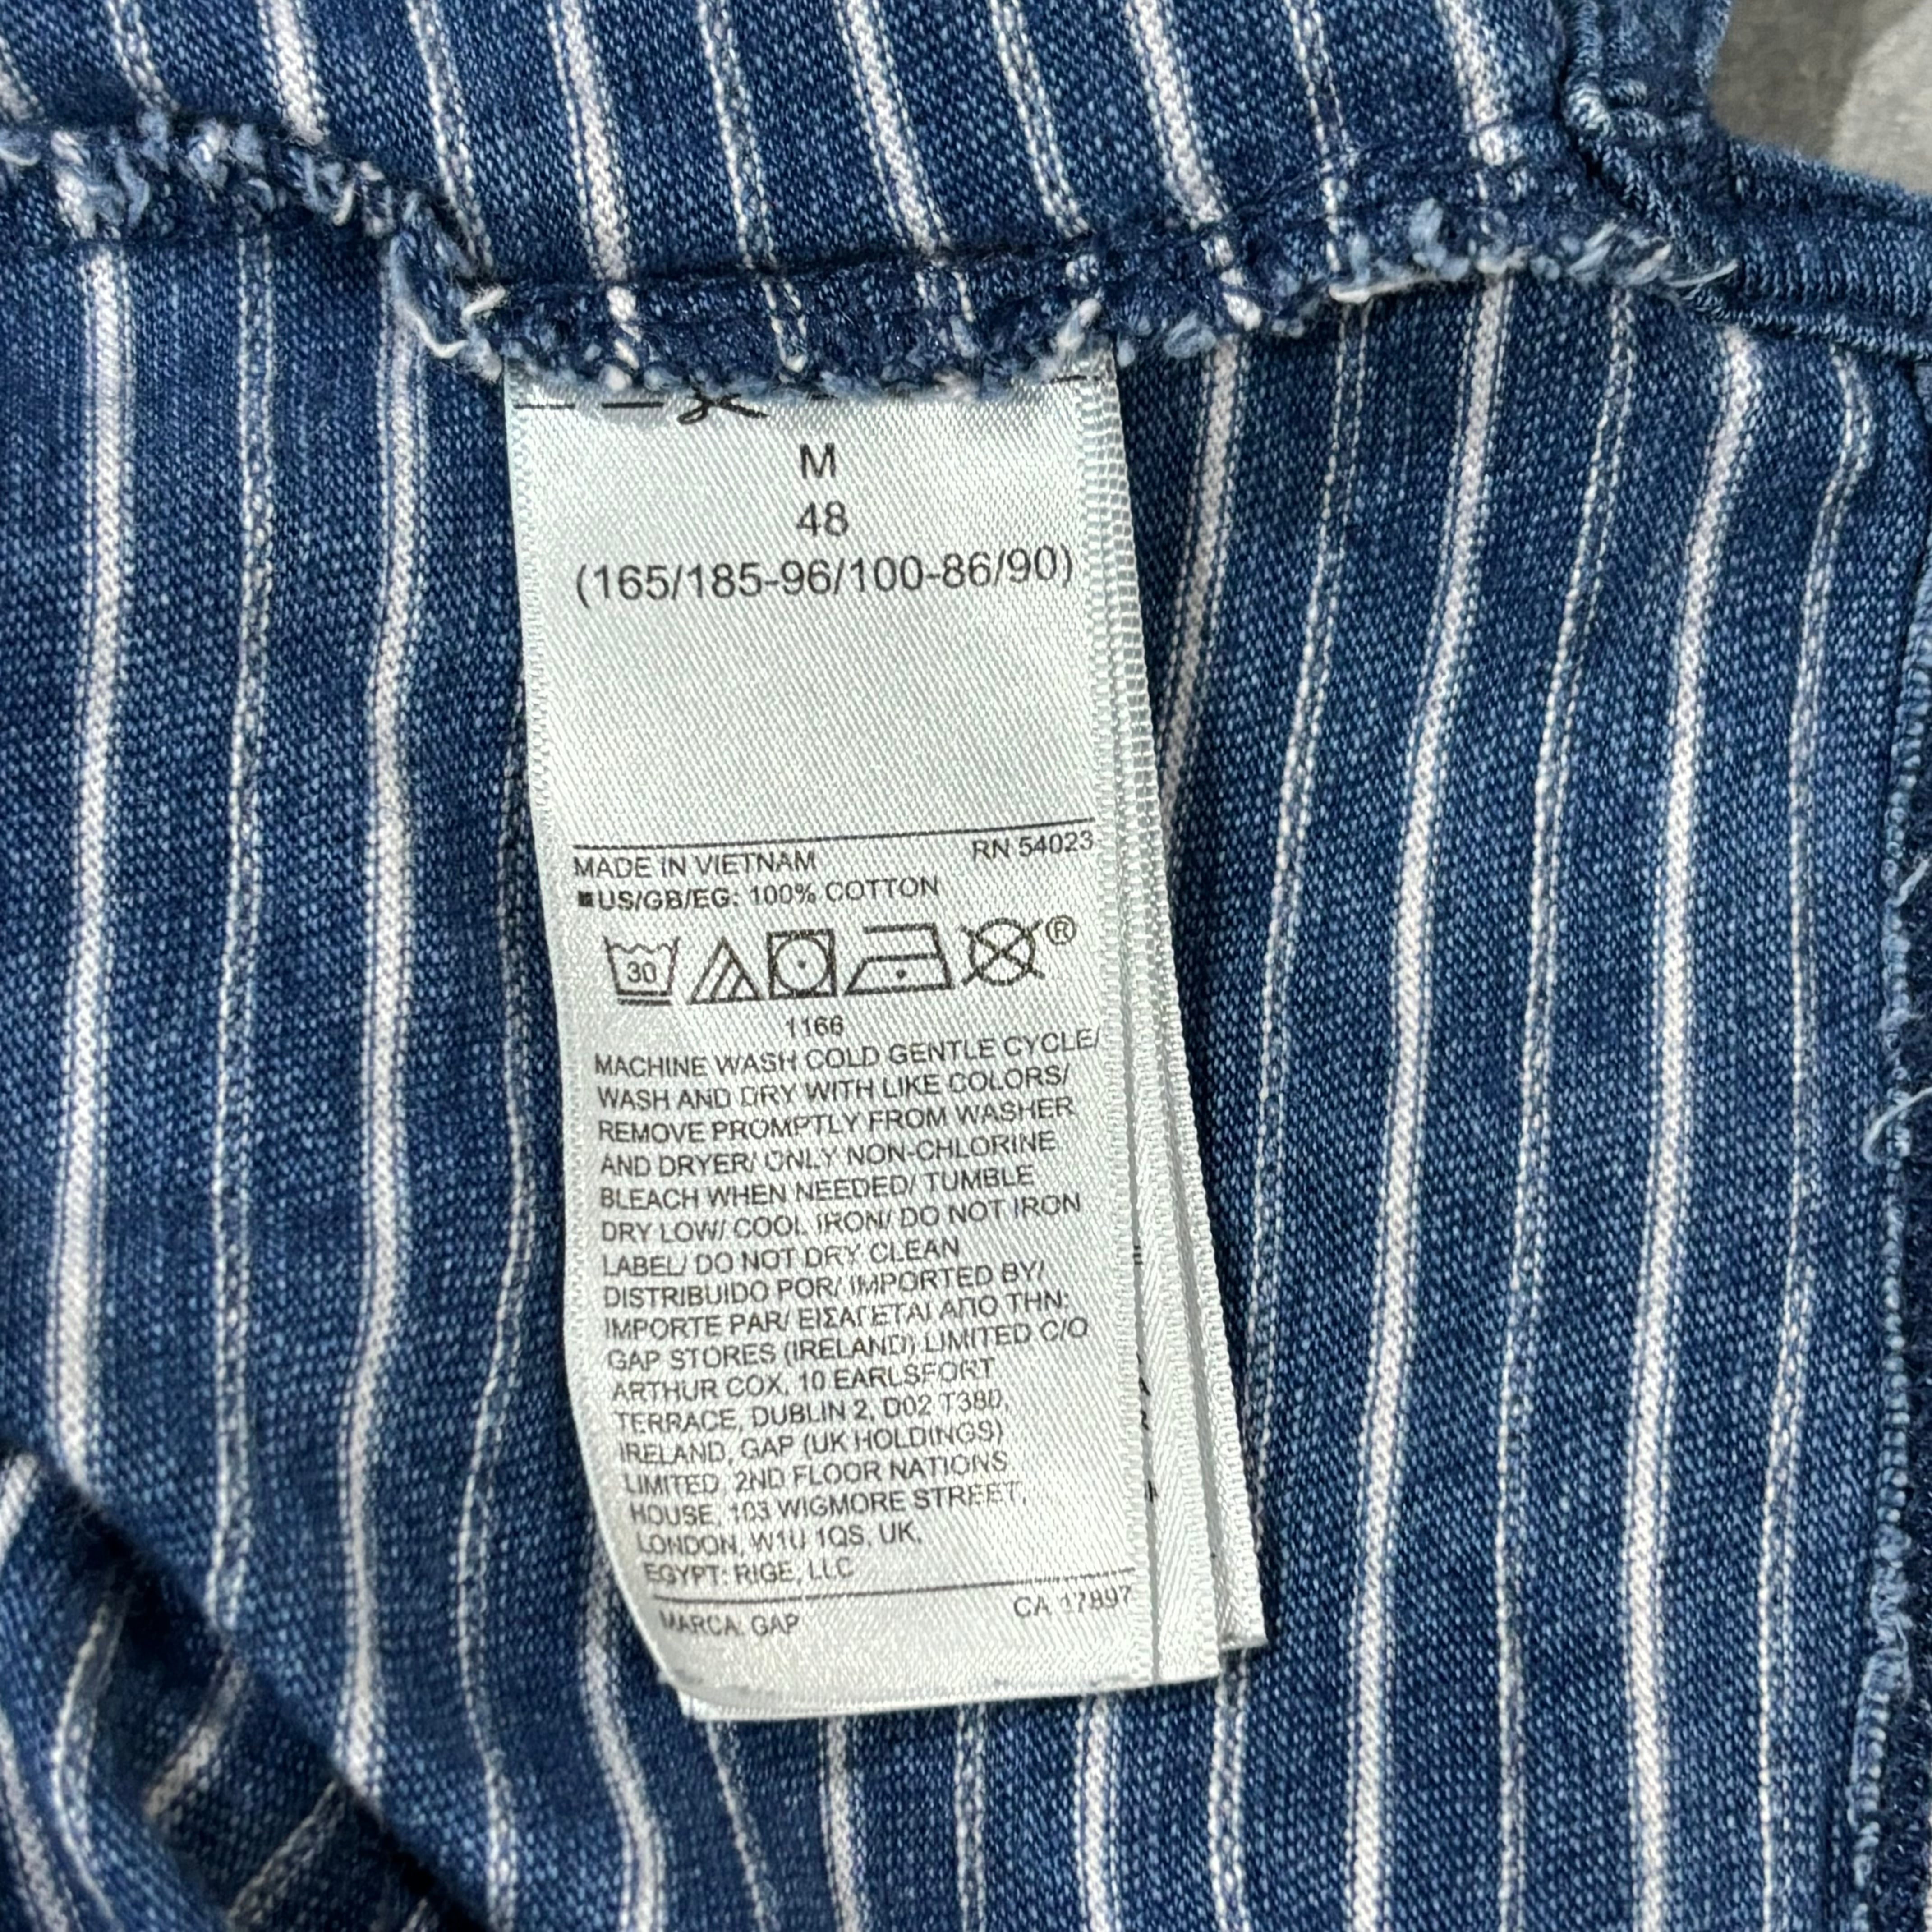 M
48
(165/185-96/100-86/90)
MADE IN VIETNAM RN 54023
■US/GB/EG: 100% COTTON
30 ®
1166
MACHINE WASH COLD GENTLE CYCLE/
WASH AND DRY WITH LIKE COLORS/
REMOVE PROMPTLY FROM WASHER
AND DRYER/ ONLY NON-CHLORINE
BLEACH WHEN NEEDED/ TUMBLE
DRY LOW/ COOL IRON/ DO NOT IRON
LABEL/ DO NOT DRY CLEAN
DISTRIBUIDO POR/ IMPORTED BY/
IMPORTE PAR/ ΕΙΣΑΓΕΤΑΙ ΑΠΟ ΤΗΝ:
GAP STORES (IRELAND) LIMITED C/O
ARTHUR COX, 10 EARLSFORT
TERRACE, DUBLIN 2, D02 T380,
IRELAND, GAP (UK HOLDINGS)
LIMITED, 2ND FLOOR NATIONS
HOUSE, 103 WIGMORE STREET,
LONDON, W1U 1QS, UK,
EGYPT: RIGE, LLC
MARCA: GAP CA 17897